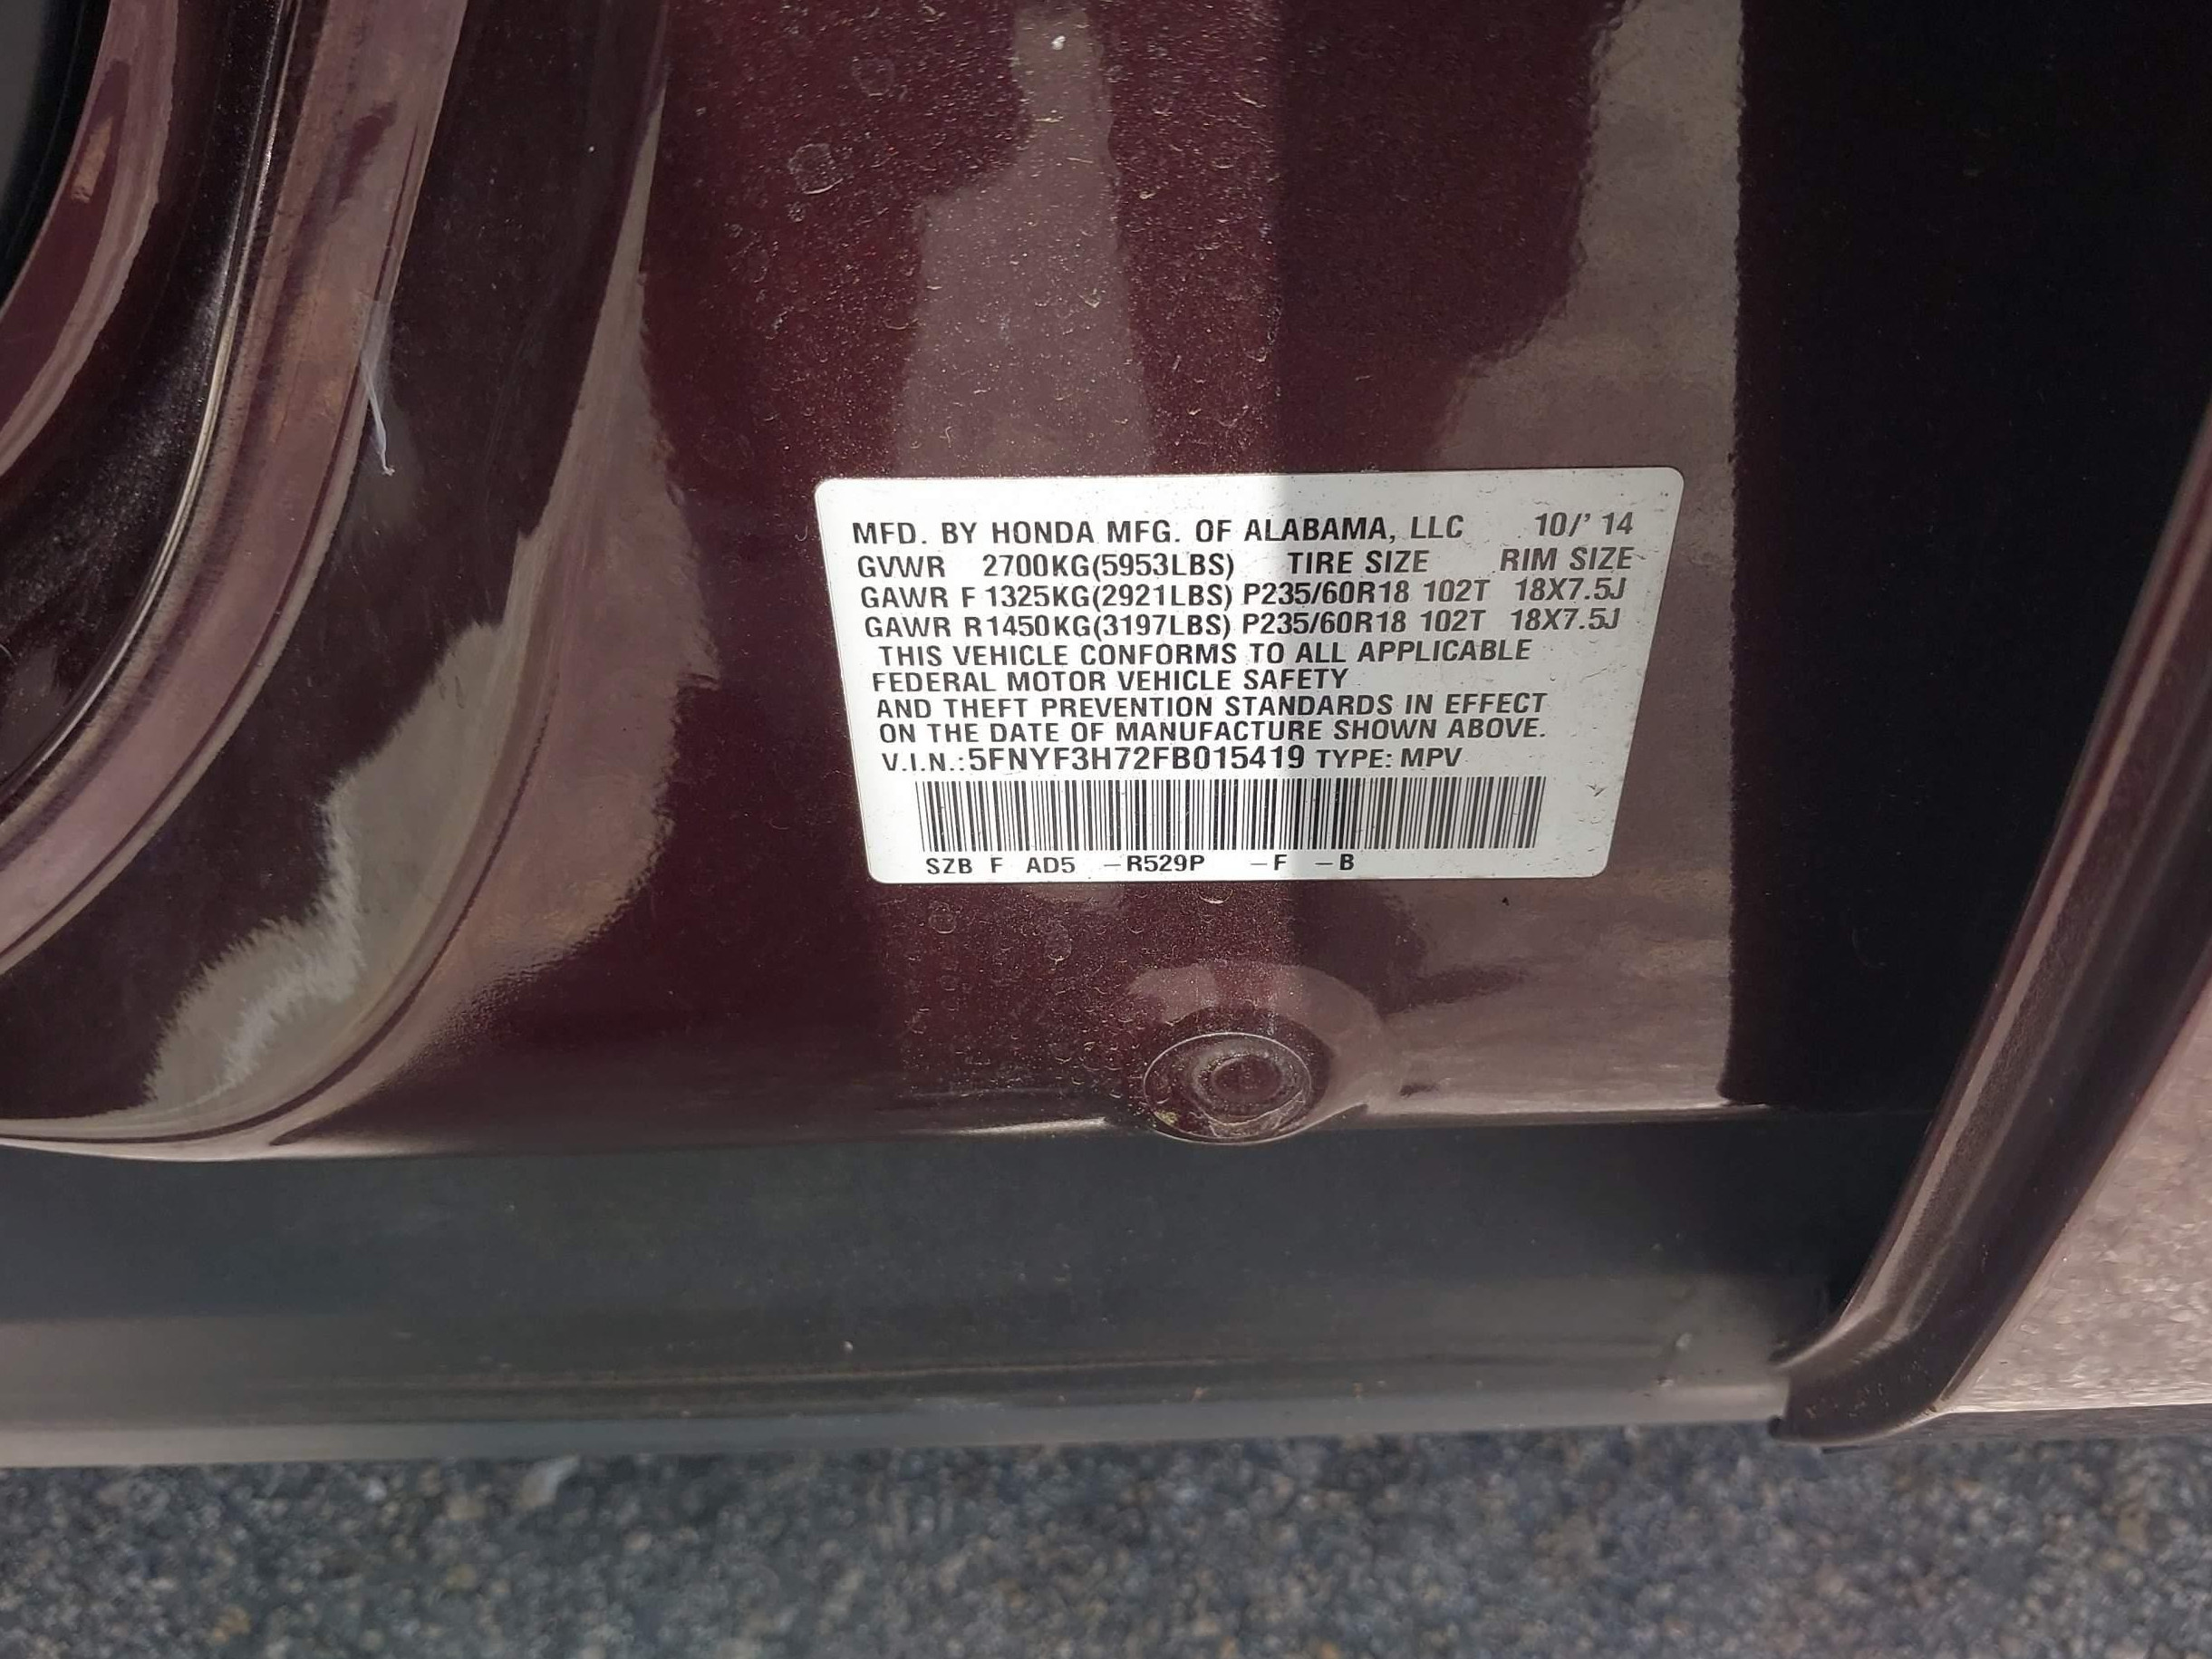 MFD. BY HONDA MFG. OF ALABAMA, LLC 10/' 14
GVWR 2700KG(5953LBS) TIRE SIZE RIM SIZE
GAWR F 1325KG(2921LBS) P235/60R18 102T 18X7.5J
GAWR R1450KG(3197LBS) P235/60R18 102T 18X7.5J
THIS VEHICLE CONFORMS TO ALL APPLICABLE
FEDERAL MOTOR VEHICLE SAFETY
AND THEFT PREVENTION STANDARDS IN EFFECT
ON THE DATE OF MANUFACTURE SHOWN ABOVE.
V.I.N.:5FNYF3H72FB015419 TYPE: MPV
SZB F AD5 –R529P –F –B